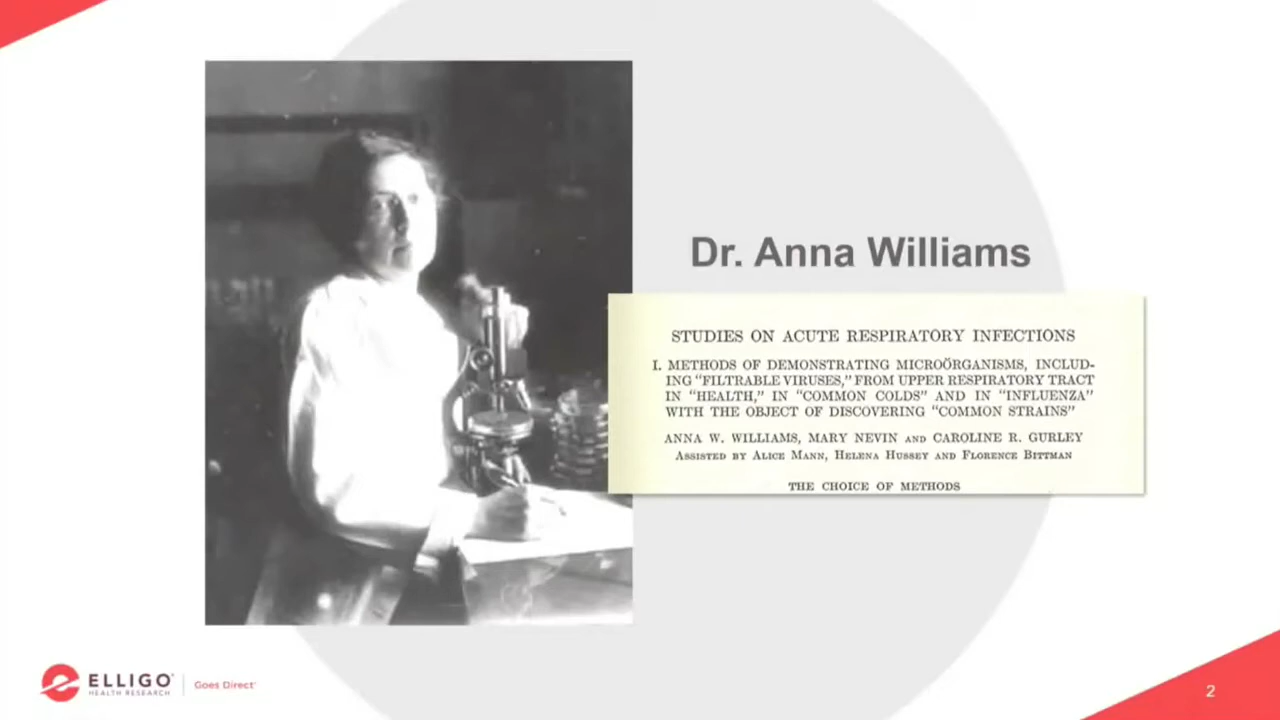 Dr. Anna Williams
STUDIES ON ACUTE RESPIRATORY INFECTIONS
I. METHODS OF DEMONSTRATING MICROÖRGANISMS, INCLUD-
ING “FILTRABLE VIRUSES,” FROM UPPER RESPIRATORY TRACT
IN “HEALTH,” IN “COMMON COLDS” AND IN “INFLUENZA”
WITH THE OBJECT OF DISCOVERING “COMMON STRAINS”
ANNA W. WILLIAMS, MARY NEVIN AND CAROLINE R. GURLEY
ASSISTED BY ALICE MANN, HELENA HUSSEY AND FLORENCE BITTMAN
THE CHOICE OF METHODS
ELLIGO
HEALTH RESEARCH
Goes Direct
2